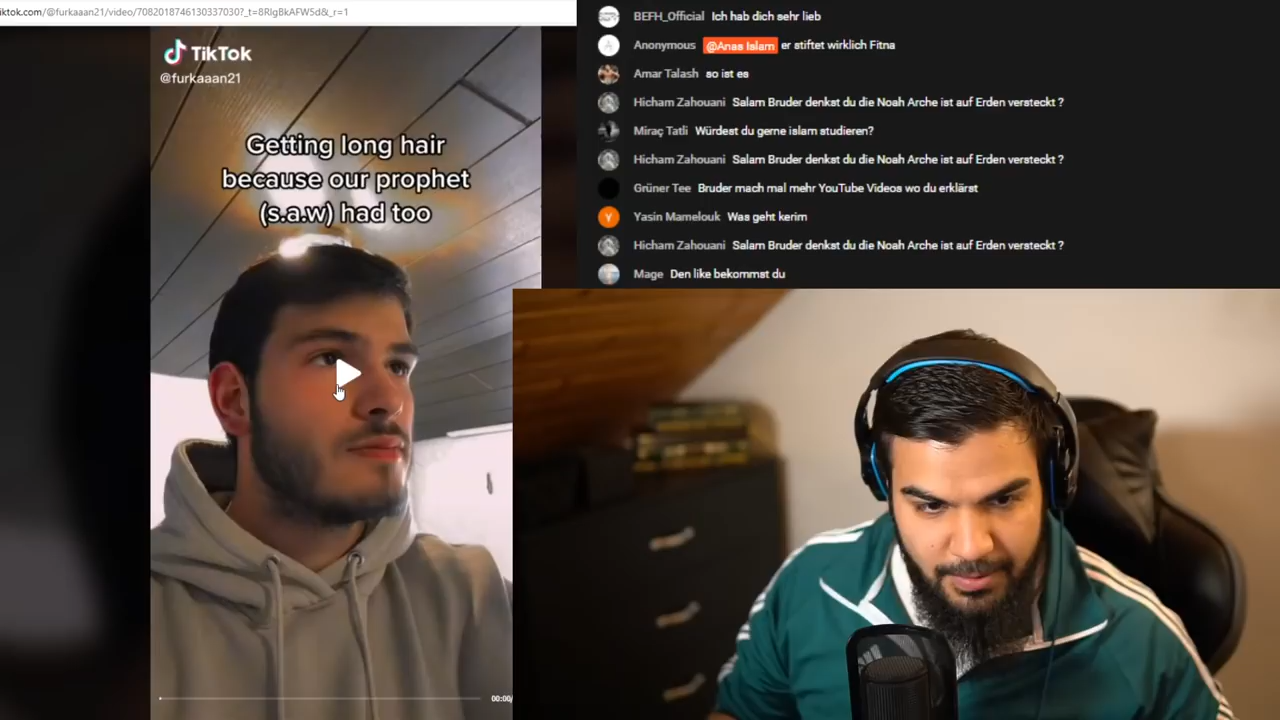 iktok.com/@furkaaan21/video/7082018746130337030?_t=8RlgBkAFW5d&_r=1
TikTok
@furkaaan21
Getting long hair
because our prophet
(s.a.w) had too
00:00/
BEFH_Official Ich hab dich sehr lieb
Anonymous @Anas Islam er stiftet wirklich Fitna
Amar Talash so ist es
Hicham Zahouani Salam Bruder denkst du die Noah Arche ist auf Erden versteckt ?
Miraç Tatli Würdest du gerne islam studieren?
Hicham Zahouani Salam Bruder denkst du die Noah Arche ist auf Erden versteckt ?
Grüner Tee Bruder mach mal mehr YouTube Videos wo du erklärst
Y Yasin Mamelouk Was geht kerim
Hicham Zahouani Salam Bruder denkst du die Noah Arche ist auf Erden versteckt ?
Mage Den like bekommst du